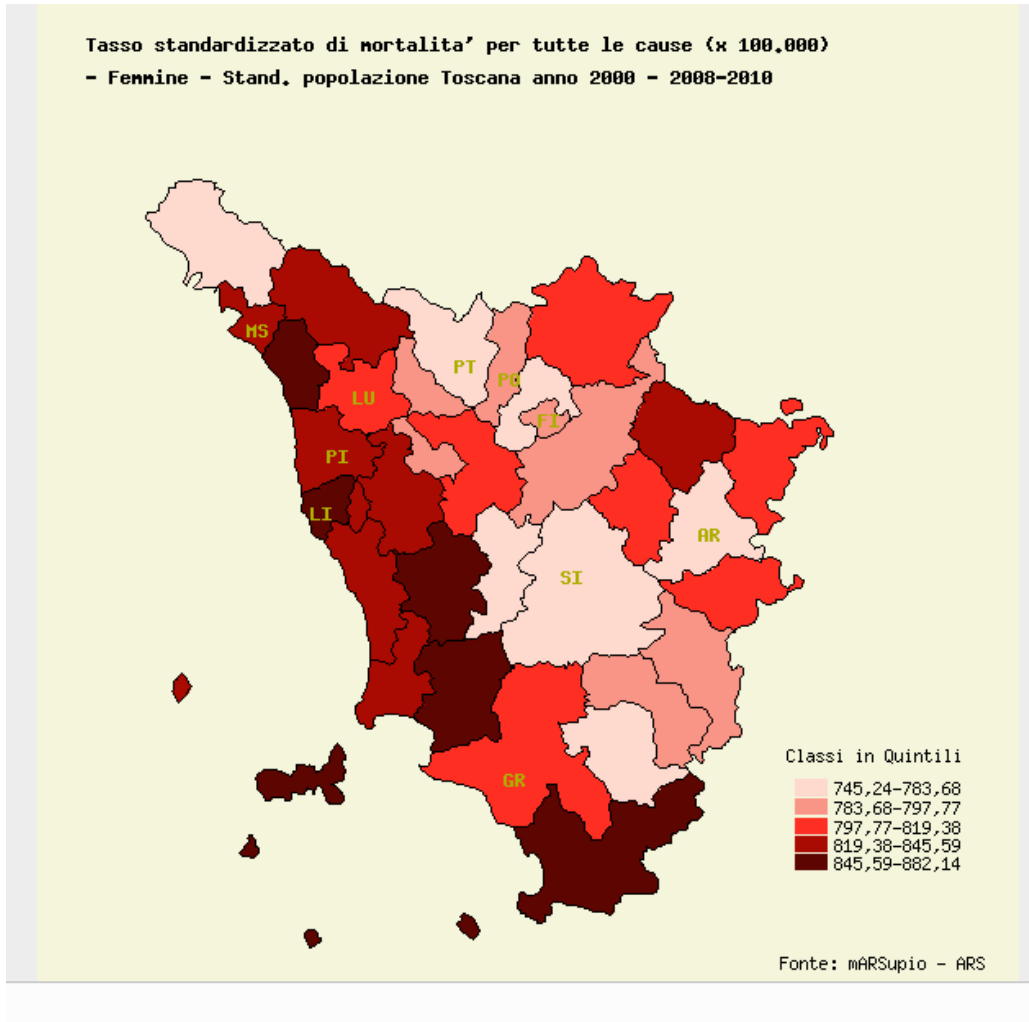 Tasso standardizzato di mortalita' per tutte le cause (x 100.000)
- Femmine - Stand. popolazione Toscana anno 2000 - 2008-2010
MS
PT
PO
LU
FI
PI
LI
AR
SI
GR
Classi in Quintili
745,24-783,68
783,68-797,77
797,77-819,38
819,38-845,59
845,59-882,14
Fonte: mARSupio - ARS